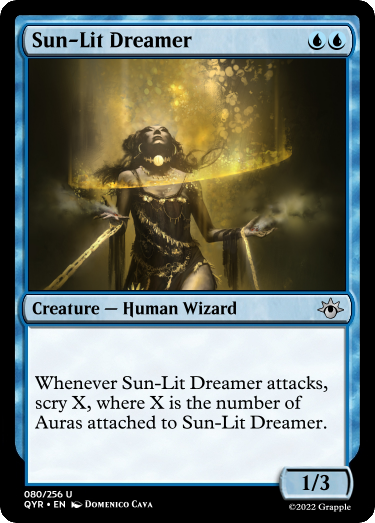 Sun-Lit Dreamer
Creature — Human Wizard
Whenever Sun-Lit Dreamer attacks,
scry X, where X is the number of
Auras attached to Sun-Lit Dreamer.
1/3
080/256 U
QYR • EN Domenico Cava
©2022 Grapple